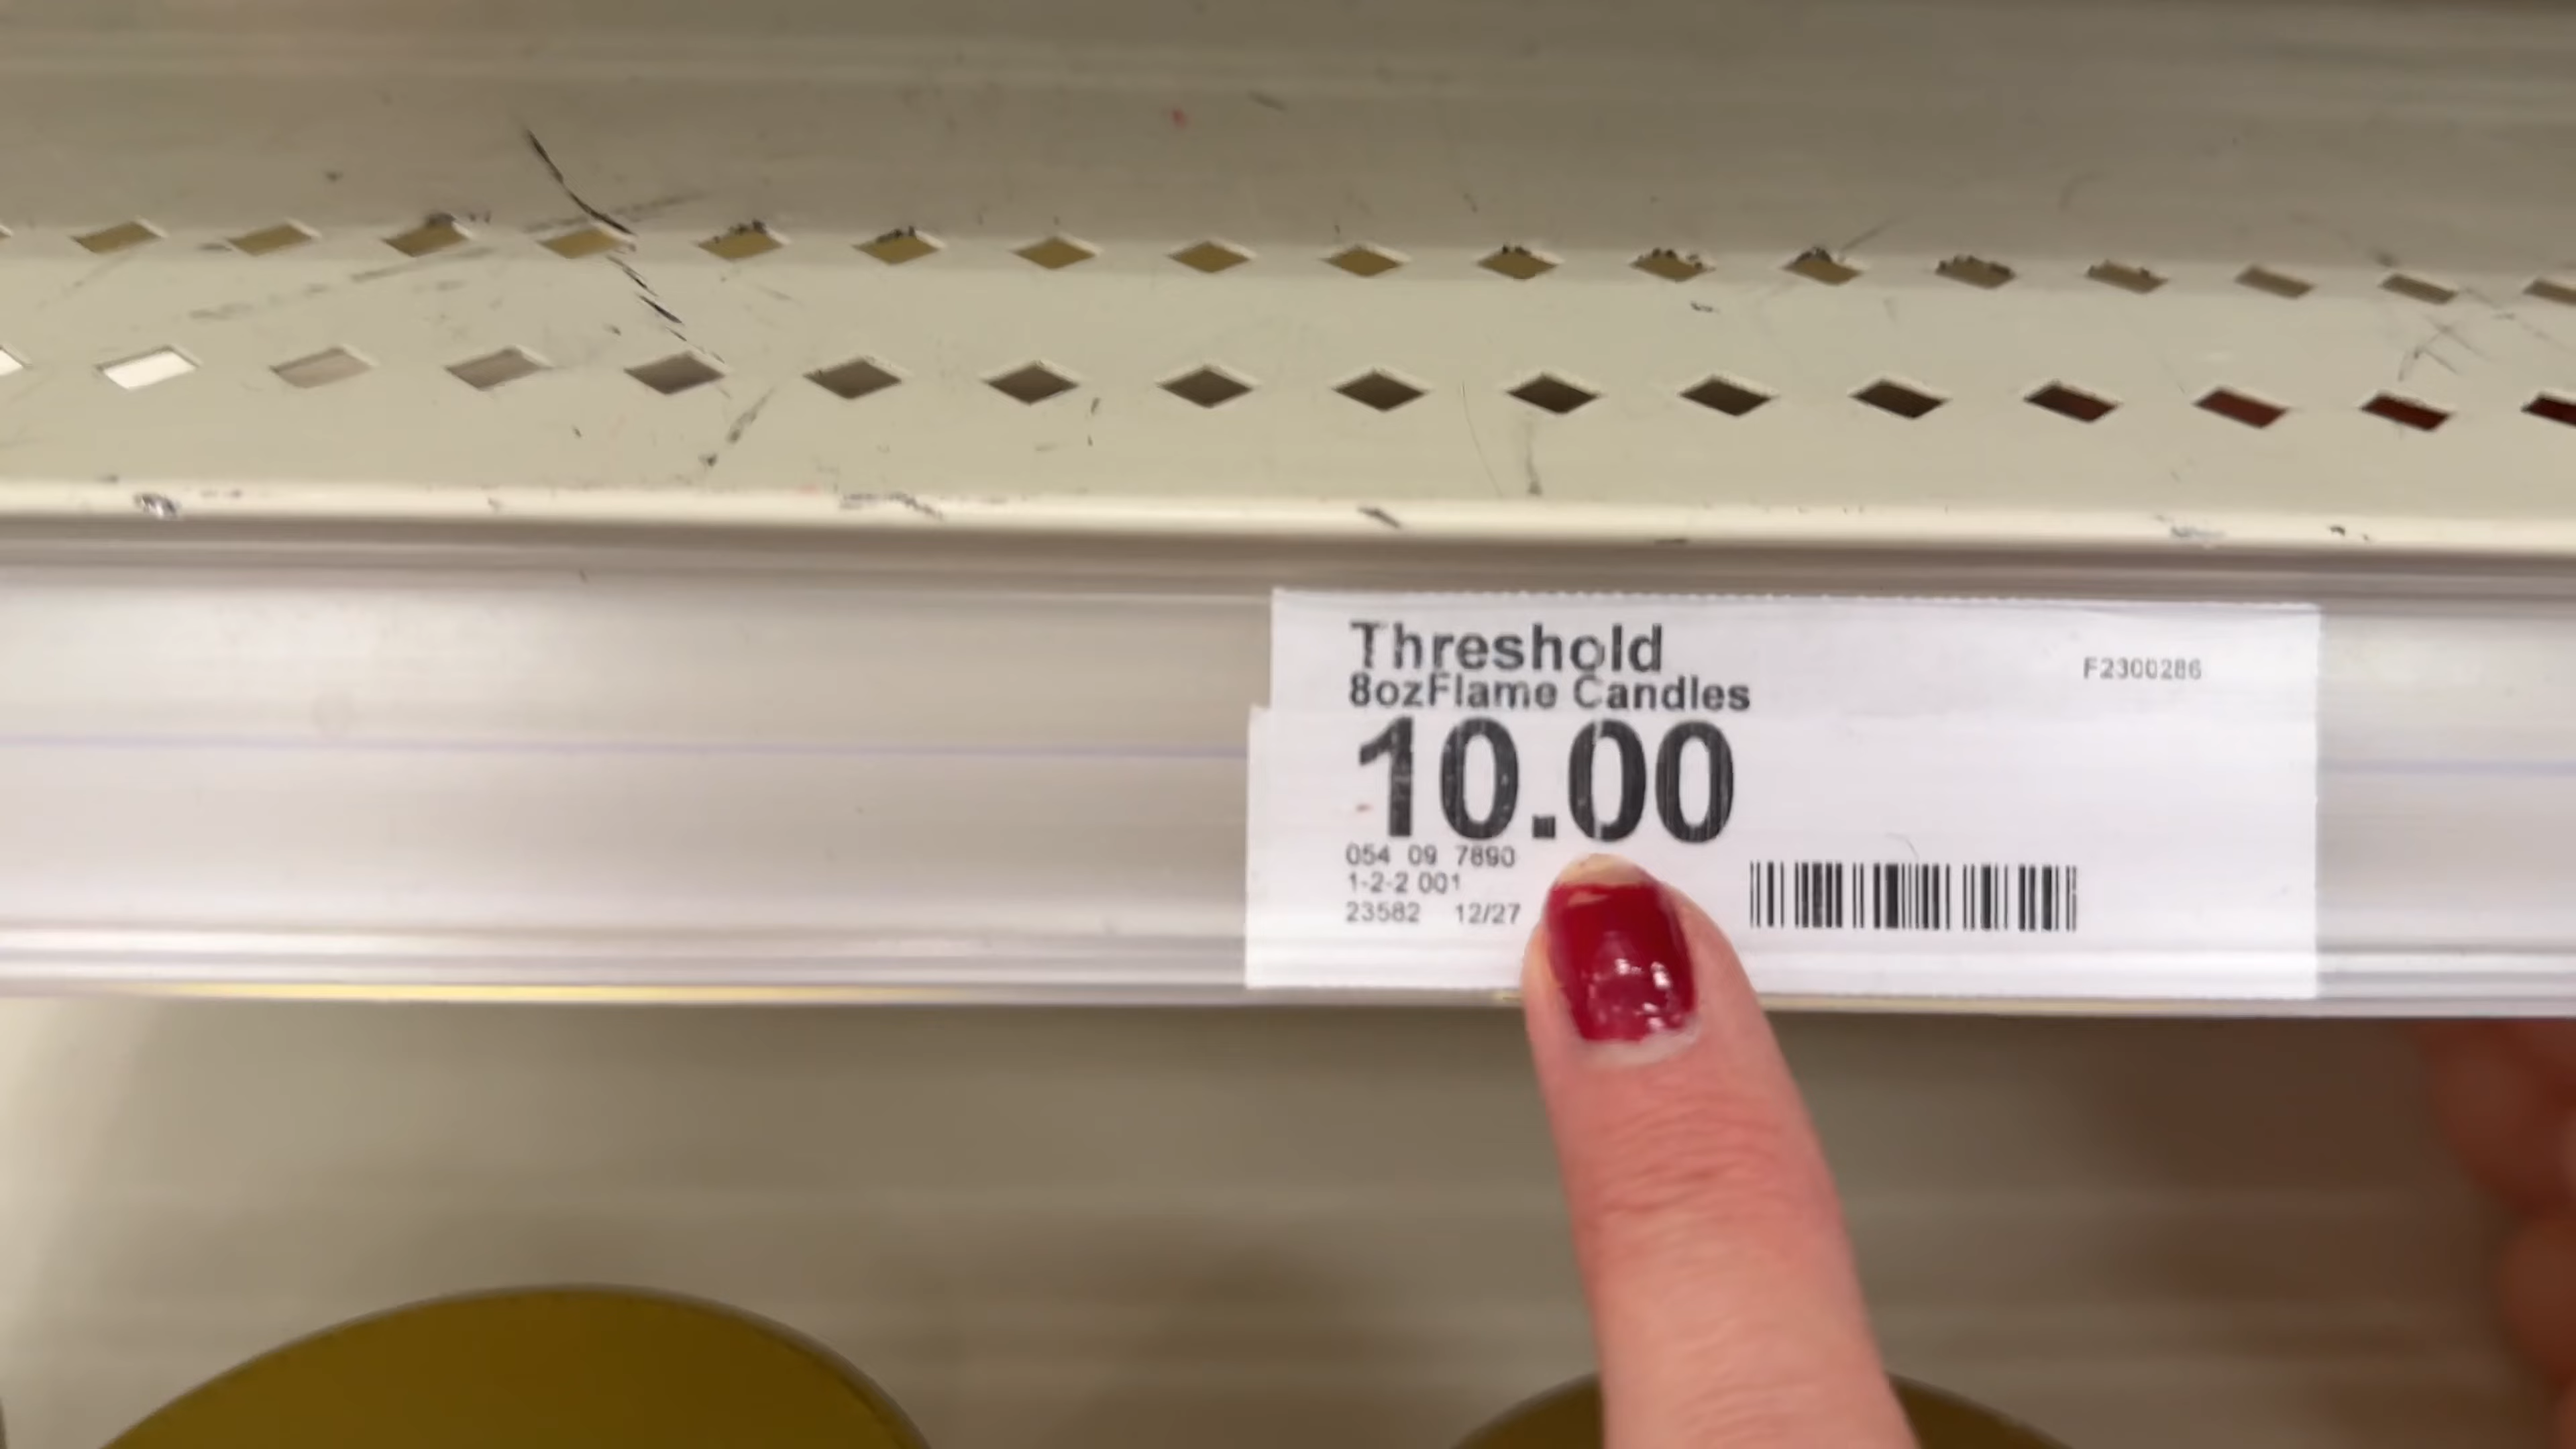 Threshold
F2300286
8ozFlame Candles
10.00
054 09 7890
1-2-2 001
23582 12/27